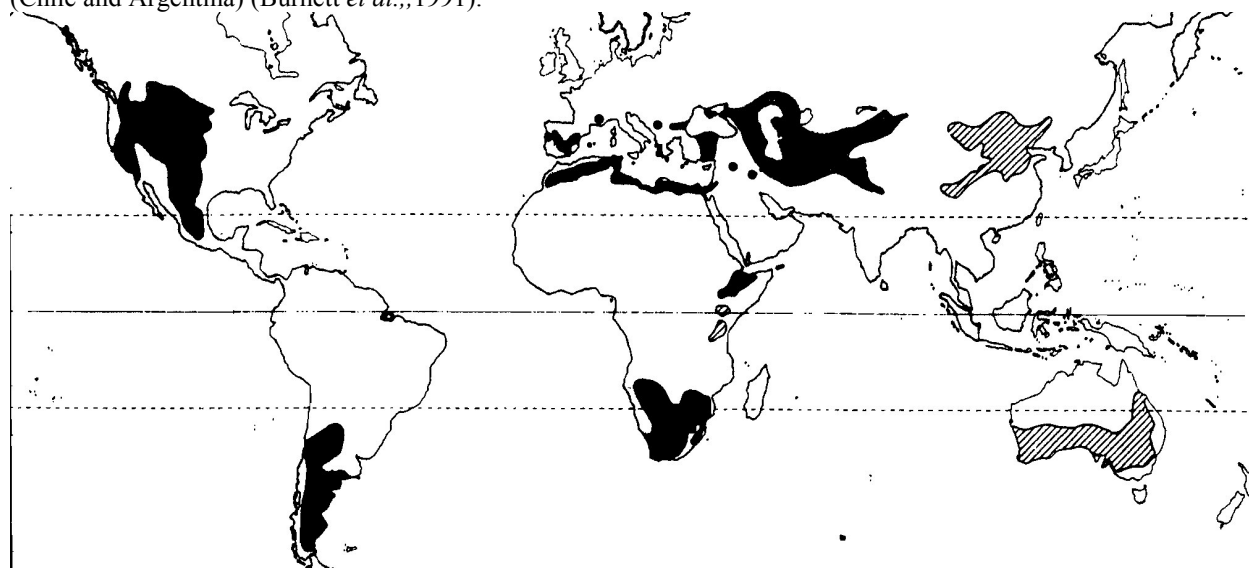 (Chile and Argentina) (Burnett et al.,,1991).